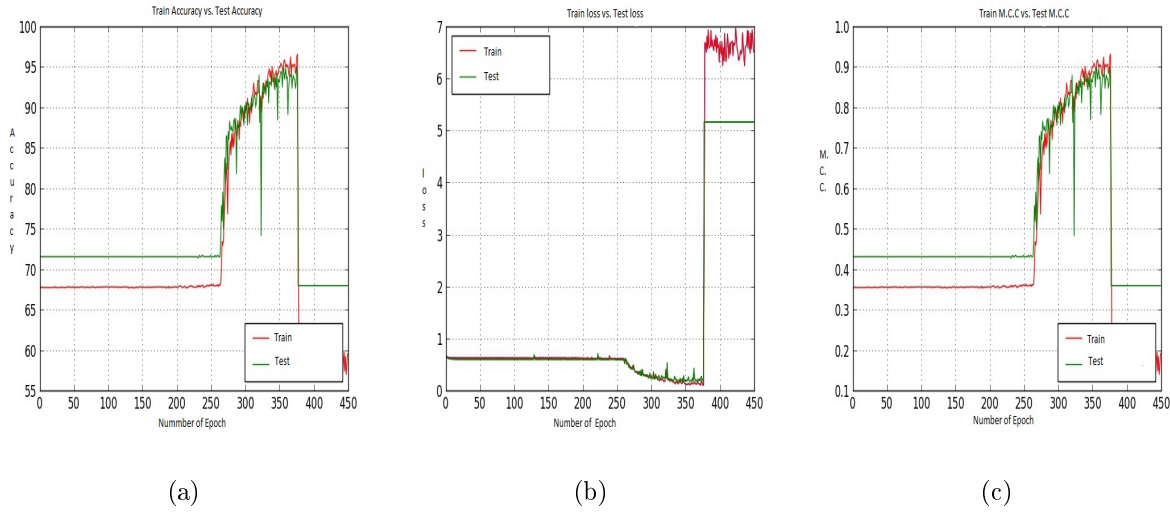 Train Accuracy vs. Test Accuracy
100
95
90
85
80
75
70
65
60
55
Accuracy
0 50 100 150 200 250 300 350 400 450
Nummber of Epoch
Train
Test
(a)
Train loss vs. Test loss
7
6
5
4
3
2
1
0
loss
0 50 100 150 200 250 300 350 400 450
Number of Epoch
Train
Test
(b)
Train M.C.C vs. Test M.C.C
1.0
0.9
0.8
0.7
0.6
0.5
0.4
0.3
0.2
0.1
M.
C.
C.
0 50 100 150 200 250 300 350 400 450
Number of Epoch
Train
Test
(c)